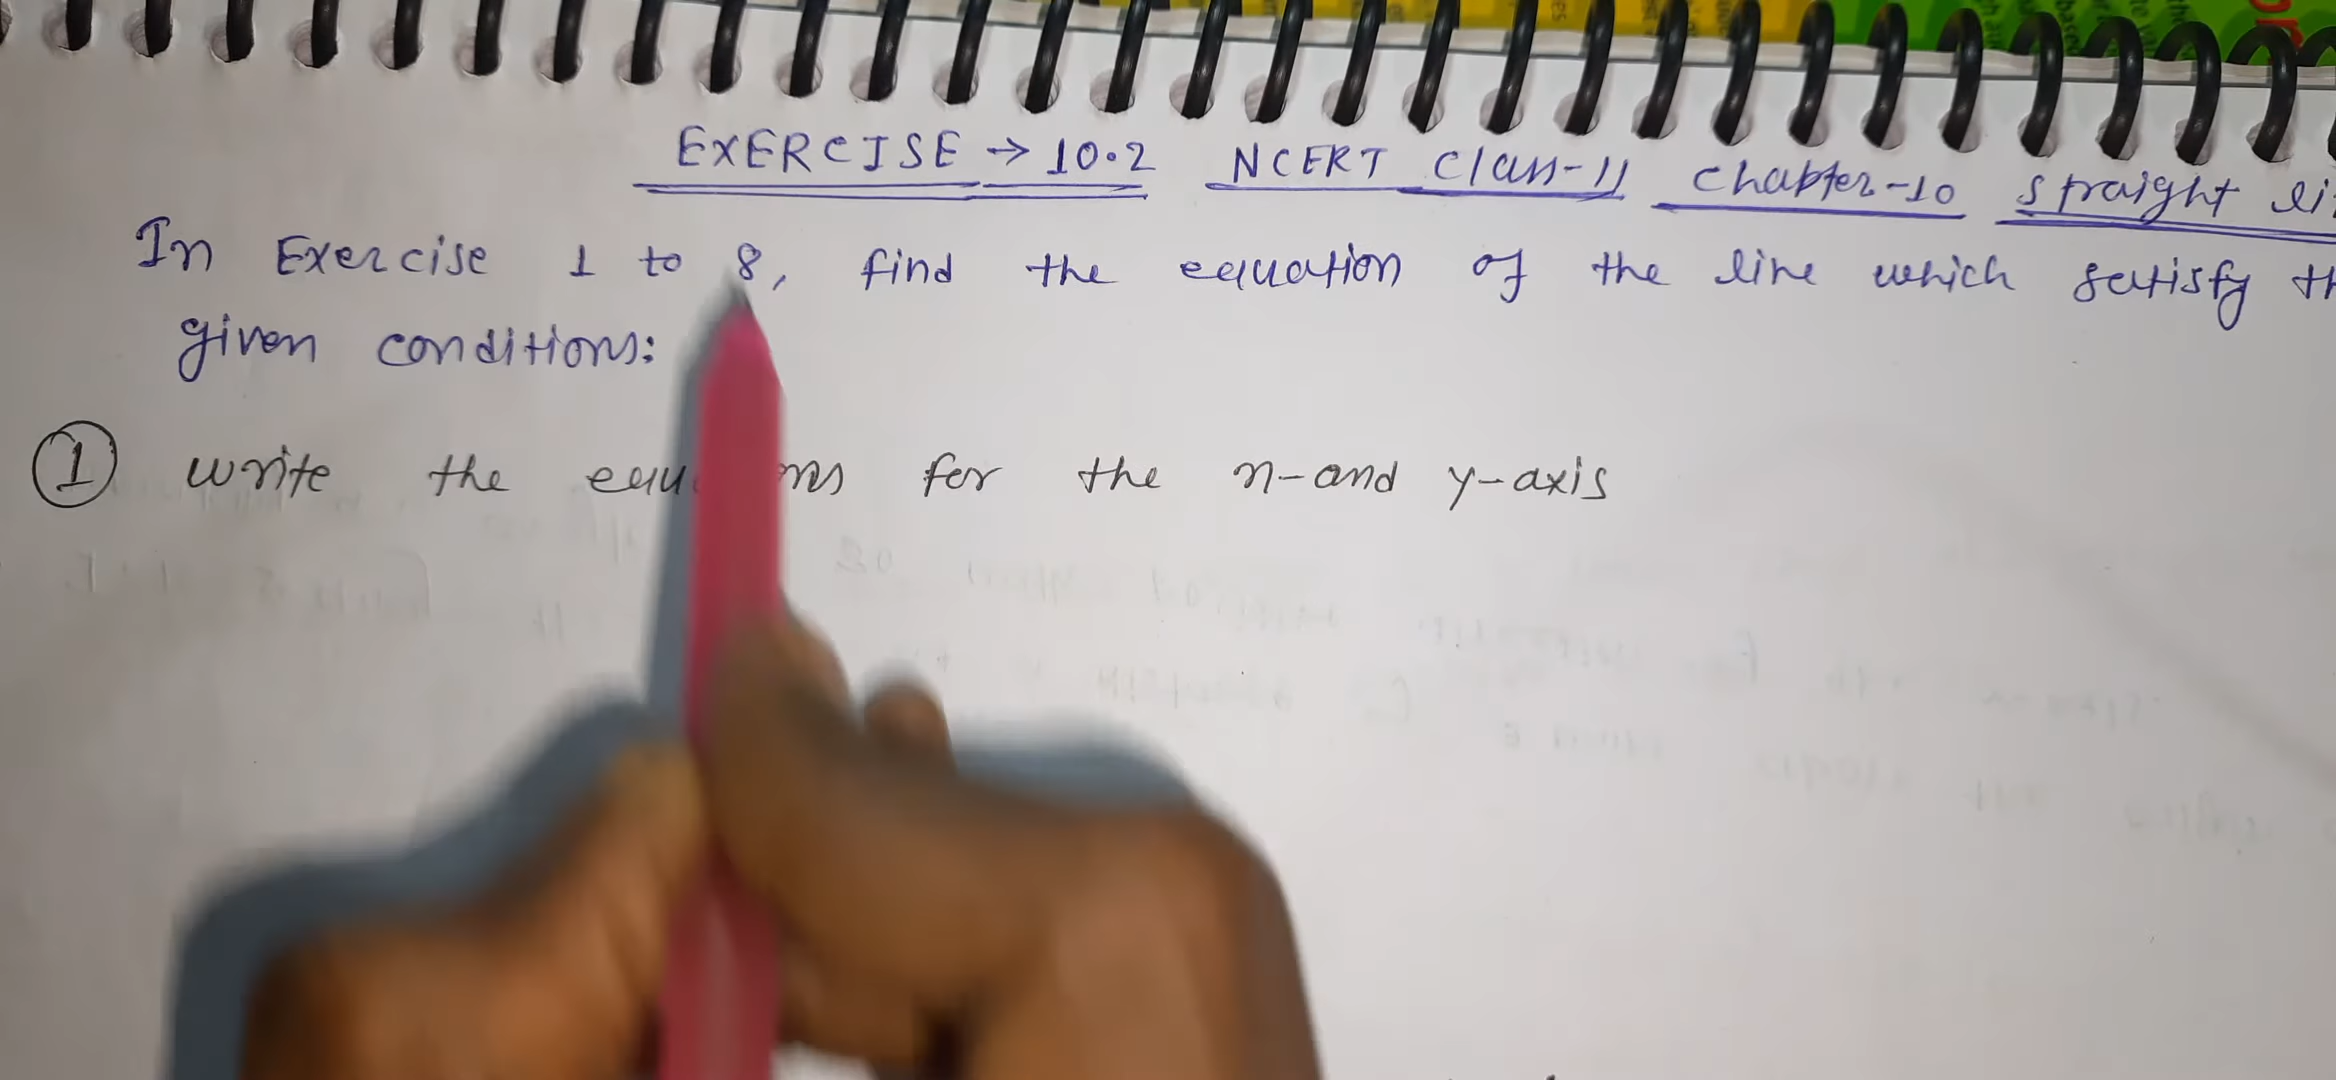 EXERCISE → 10.2 NCERT Class-11 Chapter-10 Straight
In Exercise 1 to 8, find the equation of the line which satisfy
given conditions:
① write the for the x-and y-axis